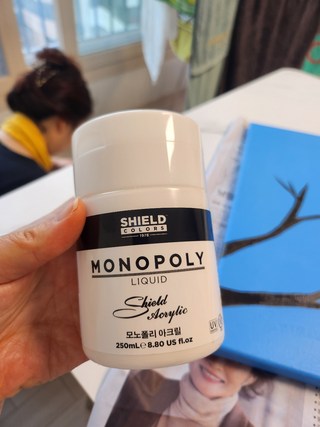 SHIELD
COLORS
MONOPOLY
LIQUID
Shield
Acrylic
모노폴리 아크릴
250mL e 8.80 US fl.oz
UV